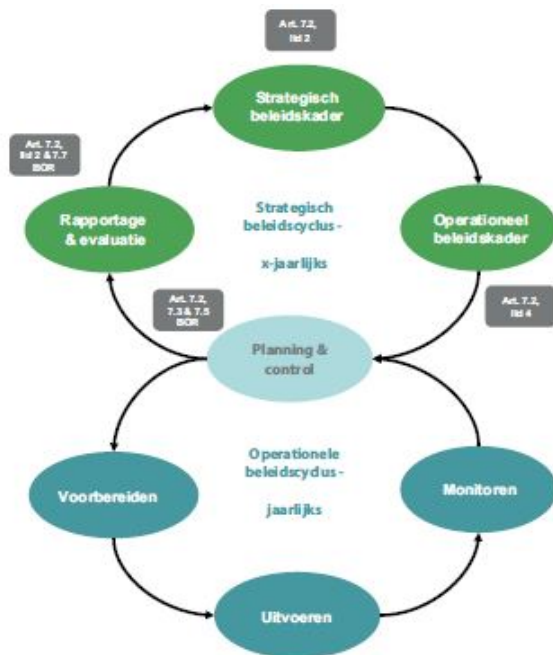 Art. 7.2,
lid 2
Strategisch
beleidskader
Art. 7.2,
lid 2 & 7.7
BOR
Rapportage
& evaluatie
Strategisch
beleidscyclus -
x-jaarlijks
Operationeel
beleidskader
Art. 7.2,
7.3 & 7.5
BOR
Art. 7.2,
lid 4
Planning &
control
Operationele
beleidscyclus -
jaarlijks
Voorbereiden
Monitoren
Uitvoeren